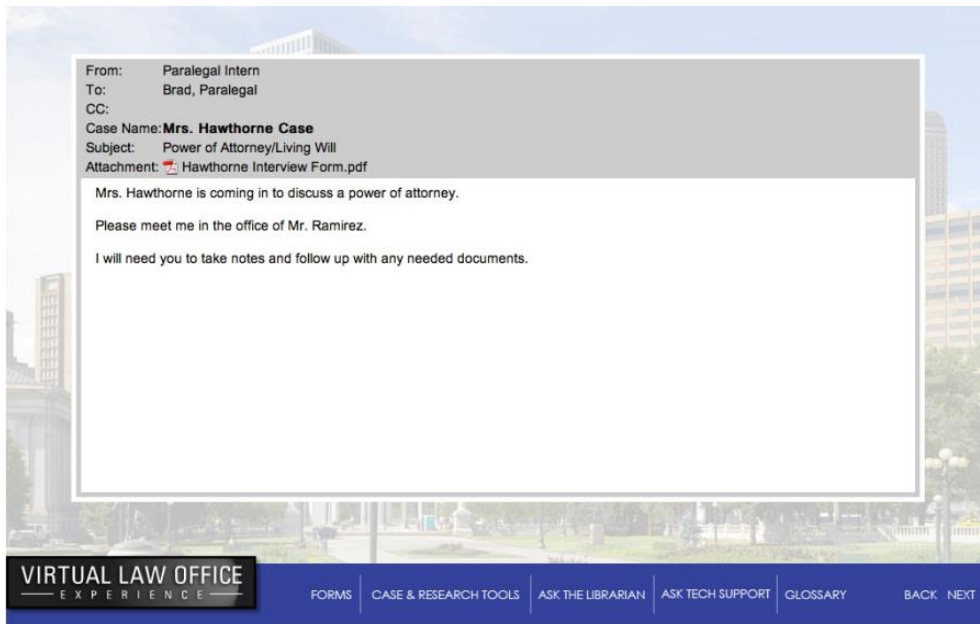 From: Paralegal Intern
To: Brad, Paralegal
CC:
Case Name: Mrs. Hawthorne Case
Subject: Power of Attorney/Living Will
Attachment: Hawthorne Interview Form.pdf
Mrs. Hawthorne is coming in to discuss a power of attorney.
Please meet me in the office of Mr. Ramirez.
I will need you to take notes and follow up with any needed documents.
VIRTUAL LAW OFFICE
EXPERIENCE
FORMS CASE & RESEARCH TOOLS ASK THE LIBRARIAN ASK TECH SUPPORT GLOSSARY BACK NEXT